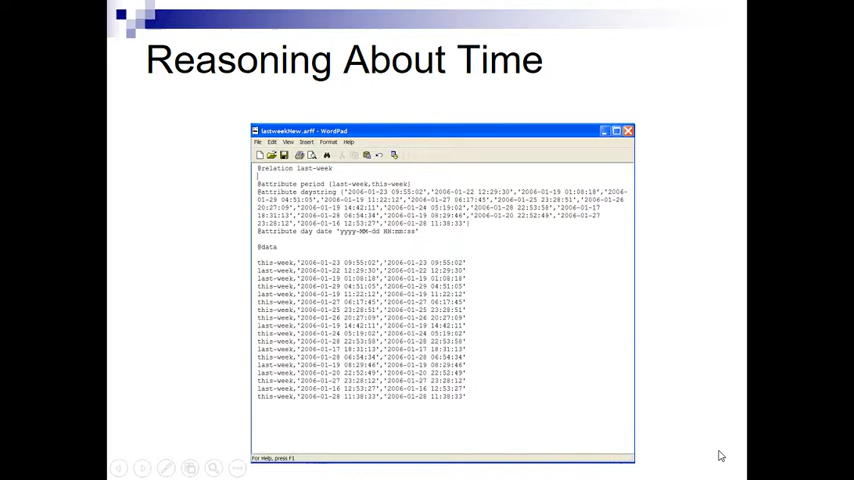 Reasoning About Time
lastweekNew.arff - WordPad
File Edit View Insert Format Help
@relation last-week
@attribute period {last-week,this-week}
@attribute daystring {'2006-01-23 09:55:02','2006-01-22 12:29:30','2006-01-19 01:08:18','2006-
01-29 04:51:05','2006-01-19 11:22:12','2006-01-27 06:17:45','2006-01-25 23:28:51','2006-01-26
20:27:09','2006-01-19 14:42:11','2006-01-24 05:19:02','2006-01-28 22:53:58','2006-01-17
18:31:13','2006-01-28 06:54:34','2006-01-19 08:29:46','2006-01-20 22:52:49','2006-01-27
23:28:12','2006-01-16 12:53:27','2006-01-28 11:38:33'}
@attribute day date 'yyyy-MM-dd HH:mm:ss'
@data
this-week,'2006-01-23 09:55:02','2006-01-23 09:55:02'
last-week,'2006-01-22 12:29:30','2006-01-22 12:29:30'
last-week,'2006-01-19 01:08:18','2006-01-19 01:08:18'
this-week,'2006-01-29 04:51:05','2006-01-29 04:51:05'
last-week,'2006-01-19 11:22:12','2006-01-19 11:22:12'
this-week,'2006-01-27 06:17:45','2006-01-27 06:17:45'
this-week,'2006-01-25 23:28:51','2006-01-25 23:28:51'
this-week,'2006-01-26 20:27:09','2006-01-26 20:27:09'
last-week,'2006-01-19 14:42:11','2006-01-19 14:42:11'
this-week,'2006-01-24 05:19:02','2006-01-24 05:19:02'
this-week,'2006-01-28 22:53:58','2006-01-28 22:53:58'
last-week,'2006-01-17 18:31:13','2006-01-17 18:31:13'
this-week,'2006-01-28 06:54:34','2006-01-28 06:54:34'
last-week,'2006-01-19 08:29:46','2006-01-19 08:29:46'
last-week,'2006-01-20 22:52:49','2006-01-20 22:52:49'
this-week,'2006-01-27 23:28:12','2006-01-27 23:28:12'
last-week,'2006-01-16 12:53:27','2006-01-16 12:53:27'
this-week,'2006-01-28 11:38:33','2006-01-28 11:38:33'
For Help, press F1